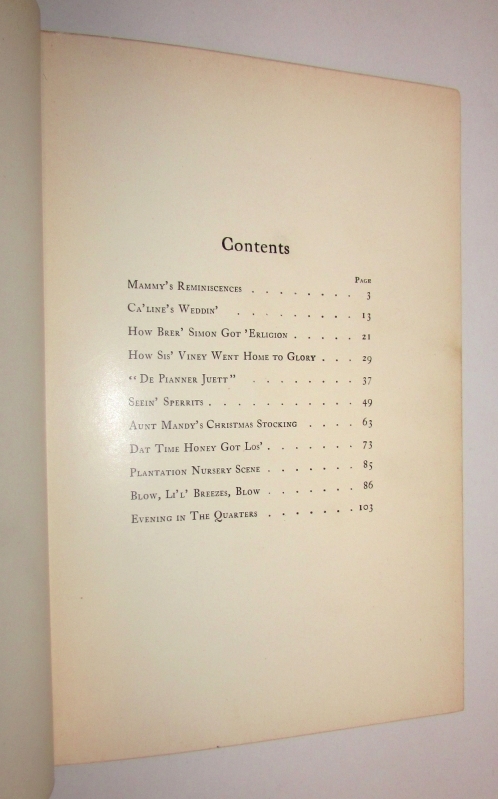 Contents
Page
Mammy's Reminiscences . . . . . . . . 3
Ca'line's Weddin' . . . . . . . . . 13
How Brer' Simon Got 'Erligion . . . . . 21
How Sis' Viney Went Home to Glory . . . 29
"De Pianner Juett" . . . . . . . . 37
Seein' Sperrits . . . . . . . . . . . 49
Aunt Mandy's Christmas Stocking . . . . 63
Dat Time Honey Got Los' . . . . . . . 73
Plantation Nursery Scene . . . . . . . 85
Blow, Li'l' Breezes, Blow . . . . . . . 86
Evening in The Quarters . . . . . . . 103